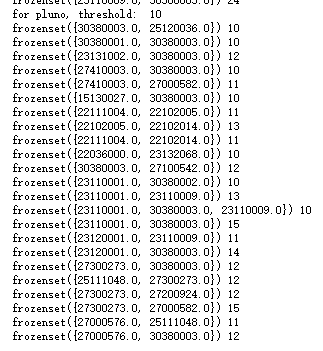 frozenset({23110009.0, 30380003.0}) 24
for pluno, threshold:  10
frozenset({30380003.0, 25120036.0}) 10
frozenset({30380001.0, 30380003.0}) 10
frozenset({23131002.0, 30380003.0}) 12
frozenset({27410003.0, 30380003.0}) 10
frozenset({27410003.0, 27000582.0}) 11
frozenset({15130027.0, 30380003.0}) 10
frozenset({22111004.0, 22102005.0}) 11
frozenset({22102005.0, 22102014.0}) 13
frozenset({22111004.0, 22102014.0}) 11
frozenset({22036000.0, 23132068.0}) 10
frozenset({30380003.0, 27100542.0}) 12
frozenset({23110001.0, 30380002.0}) 10
frozenset({23110001.0, 23110009.0}) 13
frozenset({23110001.0, 30380003.0, 23110009.0}) 10
frozenset({23110001.0, 30380003.0}) 15
frozenset({23120001.0, 23110009.0}) 11
frozenset({23120001.0, 30380003.0}) 14
frozenset({27300273.0, 30380003.0}) 12
frozenset({25111048.0, 27300273.0}) 12
frozenset({27300273.0, 27200924.0}) 12
frozenset({27300273.0, 27000582.0}) 15
frozenset({27000576.0, 25111048.0}) 11
frozenset({27000576.0, 30380003.0}) 12